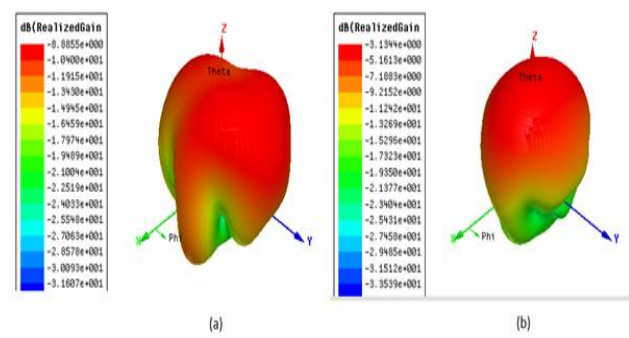 dB(RealizedGain
-8.8855e+000
-1.0400e+001
-1.1915e+001
-1.3430e+001
-1.4945e+001
-1.6459e+001
-1.7974e+001
-1.9489e+001
-2.1004e+001
-2.2519e+001
-2.4033e+001
-2.5548e+001
-2.7063e+001
-2.8578e+001
-3.0093e+001
-3.1607e+001
Z
Theta
X
Phi
Y
(a)
dB(RealizedGain
-3.1344e+000
-5.1613e+000
-7.1883e+000
-9.2152e+000
-1.1242e+001
-1.3269e+001
-1.5296e+001
-1.7323e+001
-1.9350e+001
-2.1377e+001
-2.3404e+001
-2.5431e+001
-2.7458e+001
-2.9485e+001
-3.1512e+001
-3.3539e+001
Z
Theta
X
Phi
Y
(b)